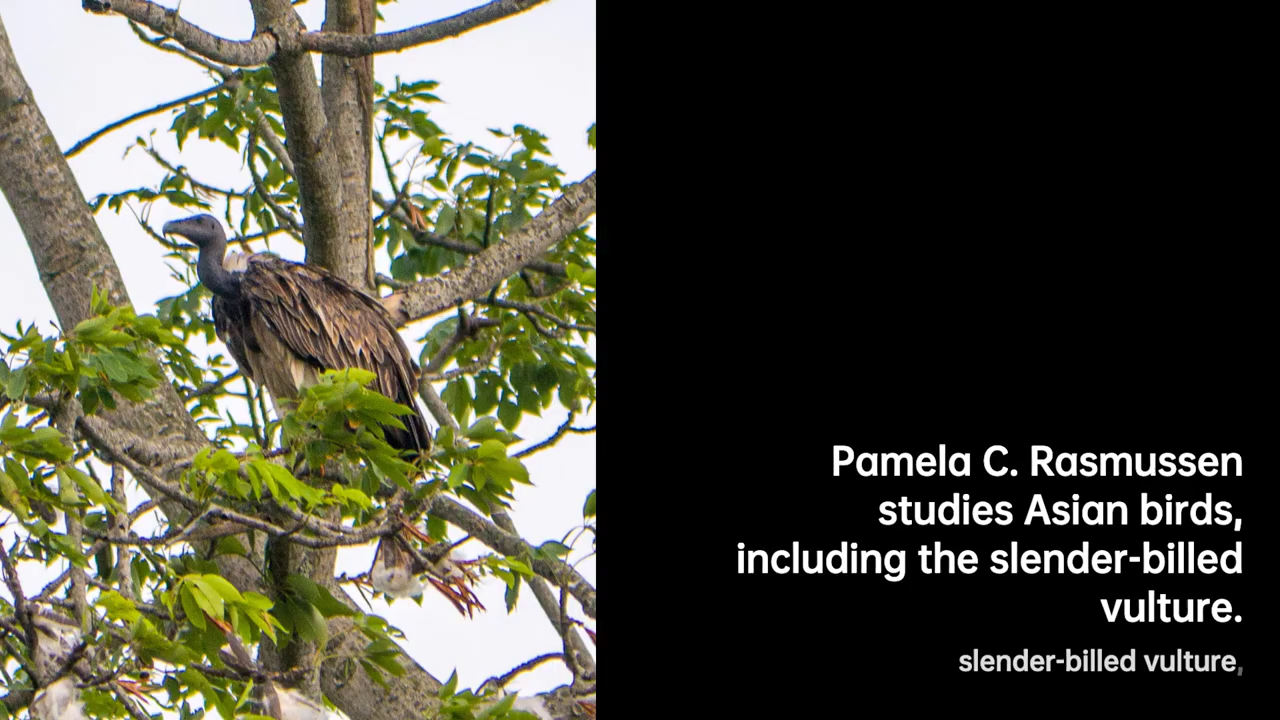 Pamela C. Rasmussen
studies Asian birds,
including the slender-billed
vulture.
slender-billed vulture,